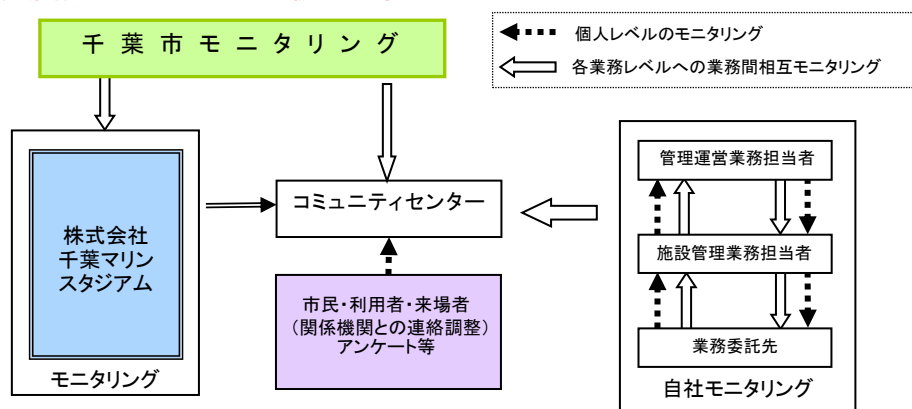 千 葉 市 モ ニ タ リ ン グ
個人レベルのモニタリング
各業務レベルへの業務間相互モニタリング
株式会社
千葉マリン
スタジアム
モニタリング
コミュニティセンター
市民・利用者・来場者
（関係機関との連絡調整）
アンケート等
管理運営業務担当者
施設管理業務担当者
業務委託先
自社モニタリング